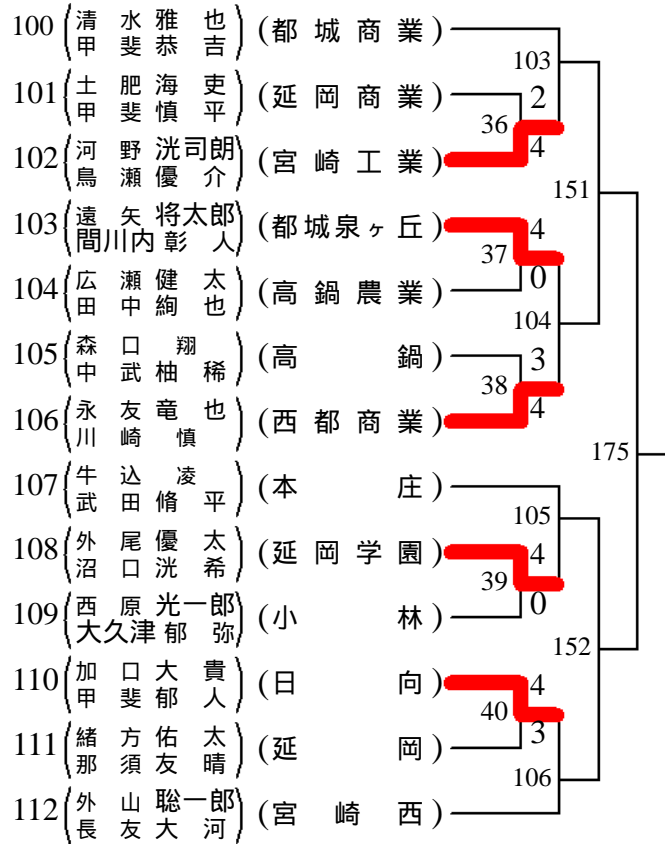 100 清水雅也 甲斐恭吉 (都城商業)
101 土肥海吏 甲斐慎平 (延岡商業)
102 河野洸司朗 鳥瀬優介 (宮崎工業)
103 遠矢将太郎 間川内彰人 (都城泉ヶ丘)
104 広瀬健太 田中絢也 (高鍋農業)
105 森口翔 中武柚稀 (高鍋)
106 永友竜也 川崎慎 (西都商業)
107 牛込凌 武田脩平 (本庄)
108 外尾優太 沼口洸希 (延岡学園)
109 西原光一郎 大久津郁弥 (小林)
110 加口大貴 甲斐郁人 (日向)
111 緒方佑太 那須友晴 (延岡)
112 外山聡一郎 長友大河 (宮崎西)
103
2
36
4
151
4
37
0
104
3
38
4
175
105
4
39
0
152
4
40
3
106